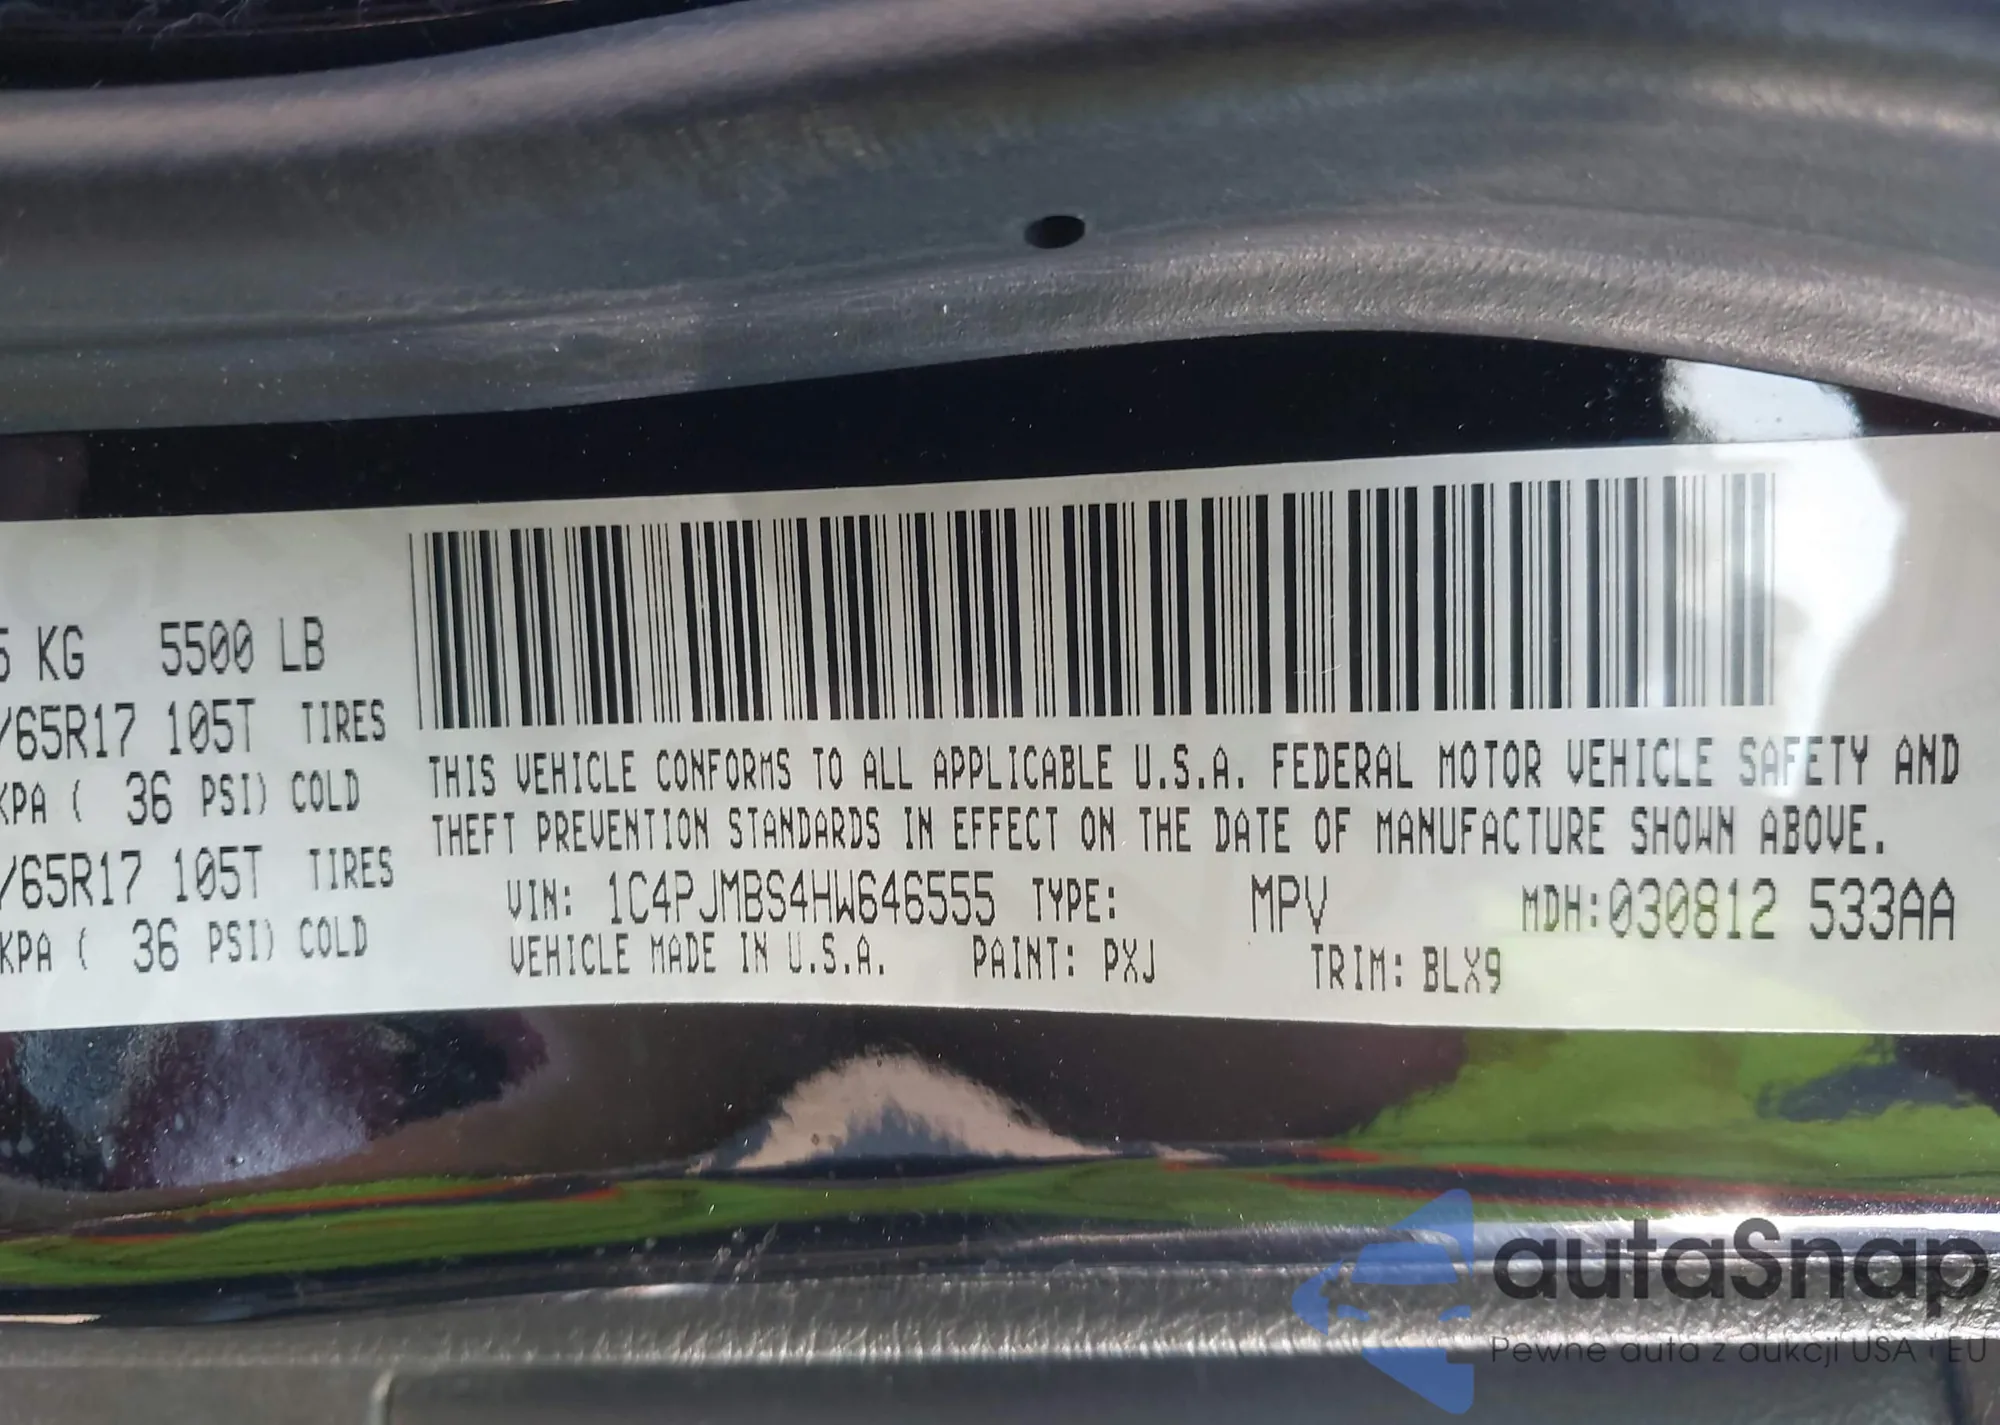 5 KG 5500 LB
/65R17 105T TIRES
KPA ( 36 PSI) COLD
/65R17 105T TIRES
KPA ( 36 PSI) COLD
THIS VEHICLE CONFORMS TO ALL APPLICABLE U.S.A. FEDERAL MOTOR VEHICLE SAFETY AND
THEFT PREVENTION STANDARDS IN EFFECT ON THE DATE OF MANUFACTURE SHOWN ABOVE.
VIN: 1C4PJMBS4HW646555 TYPE: MPV MDH:030812 533AA
VEHICLE MADE IN U.S.A. PAINT: PXJ TRIM: BLX9
autaSnap
Pewne auta z aukcji USA i EU